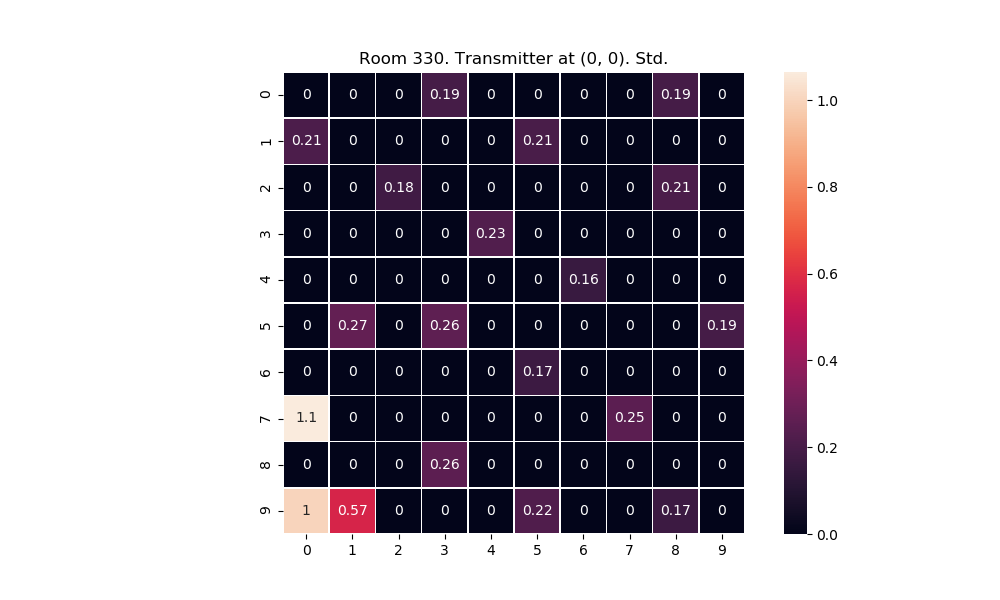 Room 330. Transmitter at (0, 0). Std.
0 0 0 0 0.19 0 0 0 0 0.19 0
1 0.21 0 0 0 0 0.21 0 0 0 0
2 0 0 0.18 0 0 0 0 0 0.21 0
3 0 0 0 0 0.23 0 0 0 0 0
4 0 0 0 0 0 0 0.16 0 0 0
5 0 0.27 0 0.26 0 0 0 0 0 0.19
6 0 0 0 0 0 0.17 0 0 0 0
7 1.1 0 0 0 0 0 0 0.25 0 0
8 0 0 0 0.26 0 0 0 0 0 0
9 1 0.57 0 0 0 0.22 0 0 0.17 0
0 1 2 3 4 5 6 7 8 9
1.0
0.8
0.6
0.4
0.2
0.0